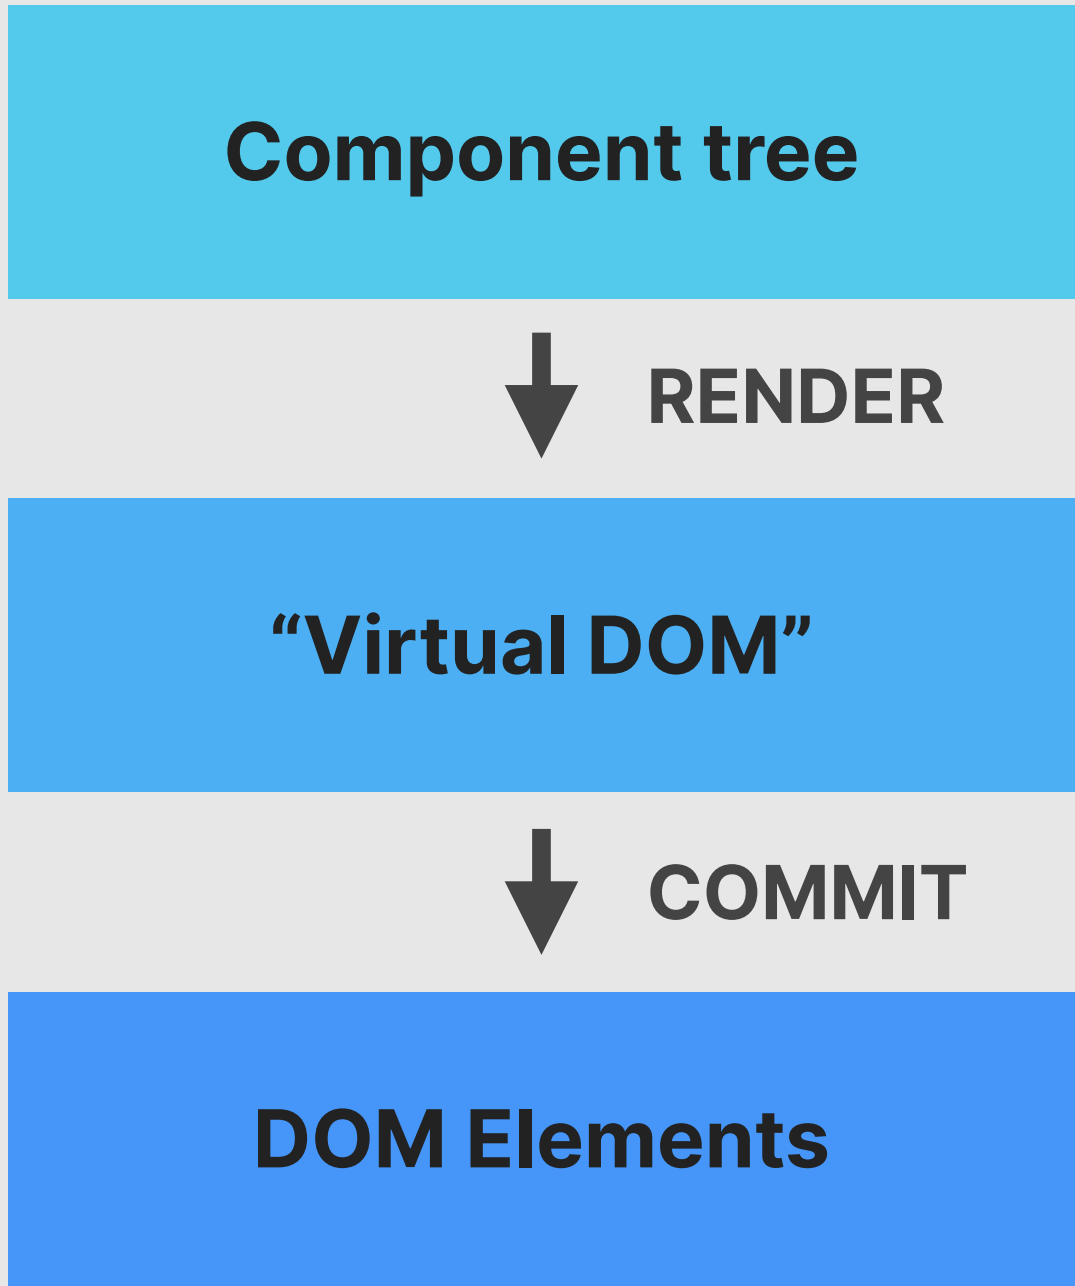 Component tree
RENDER
“Virtual DOM”
COMMIT
DOM Elements